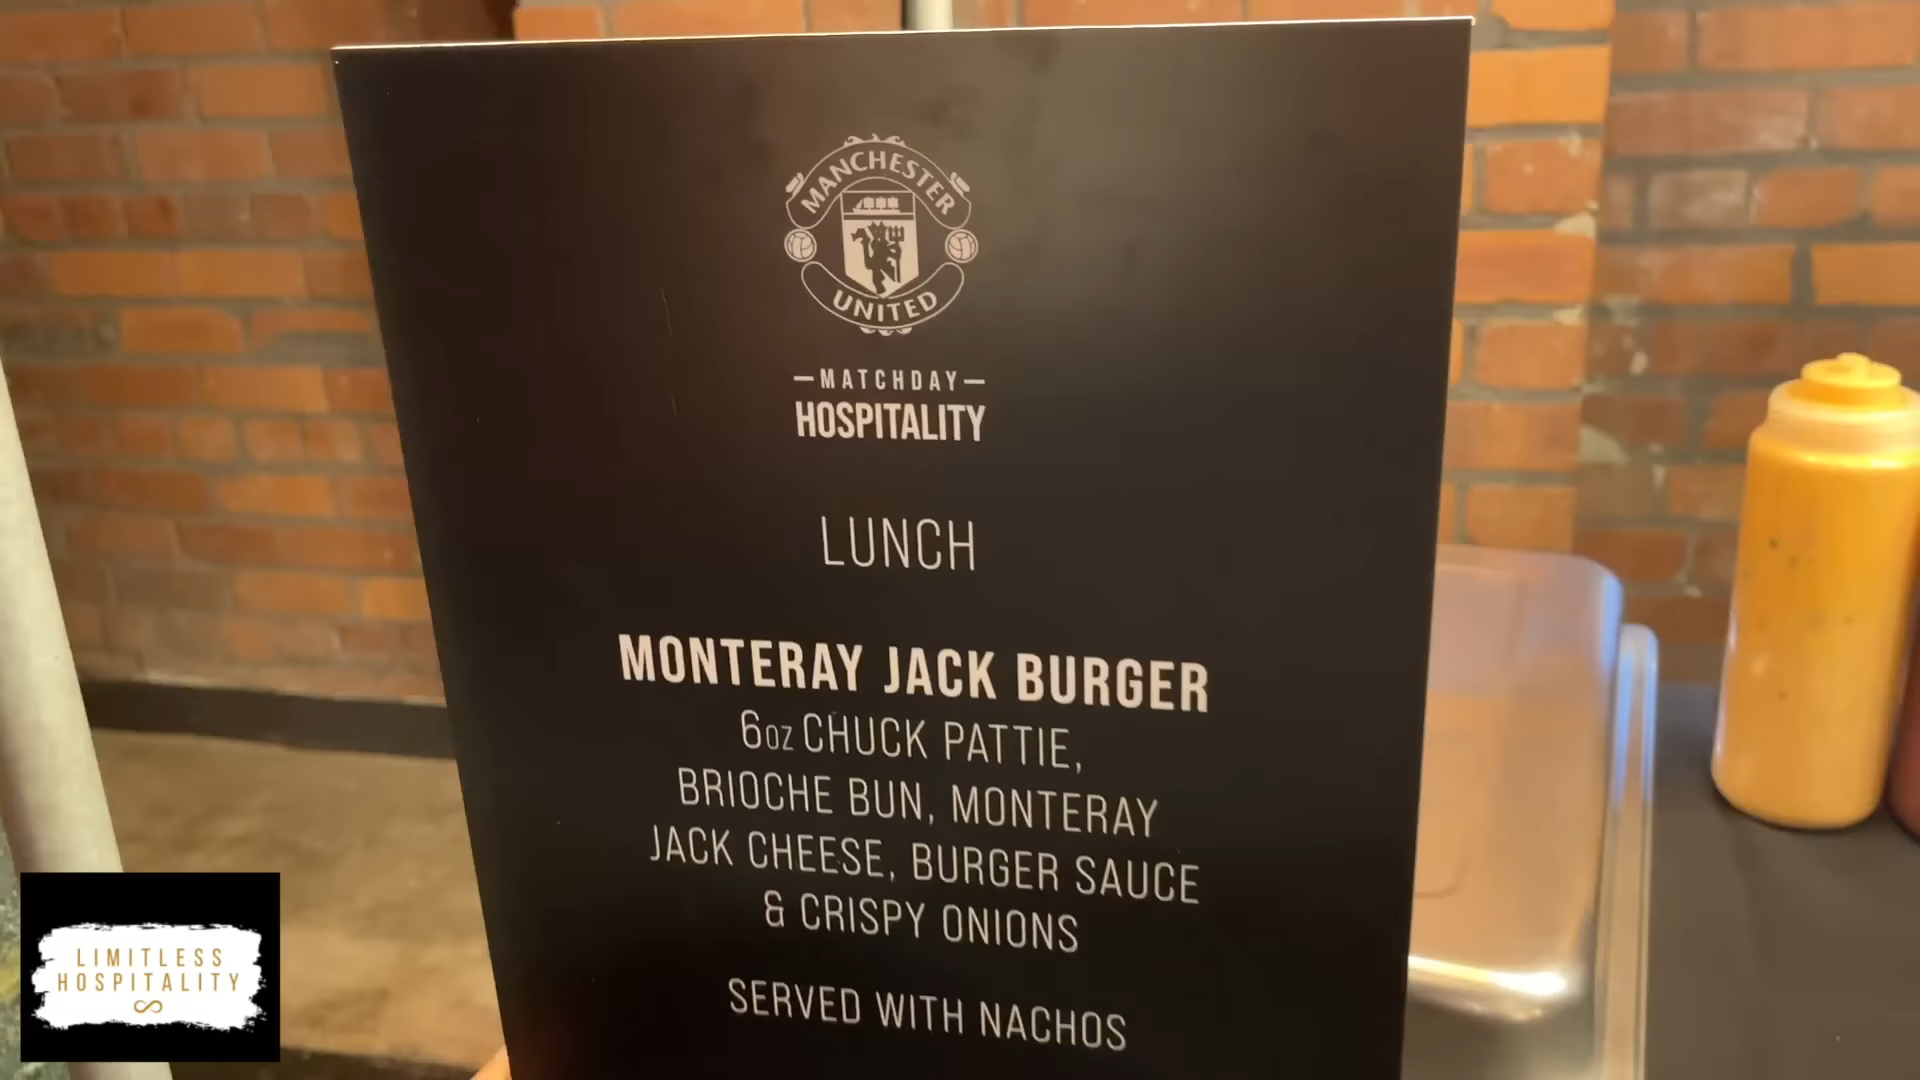 MANCHESTER
UNITED
—MATCHDAY—
HOSPITALITY
LUNCH
MONTERAY JACK BURGER
6oz CHUCK PATTIE,
BRIOCHE BUN, MONTERAY
JACK CHEESE, BURGER SAUCE
& CRISPY ONIONS
SERVED WITH NACHOS
LIMITLESS
HOSPITALITY